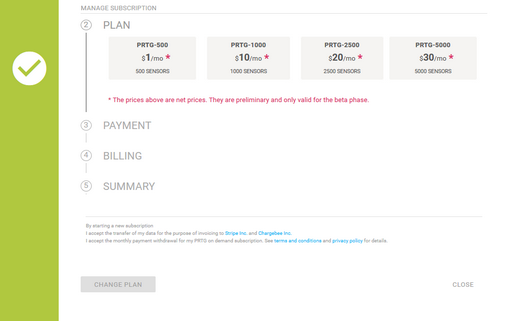 MANAGE SUBSCRIPTION
2 PLAN
PRTG-500 PRTG-1000 PRTG-2500 PRTG-5000
$1/mo * $10/mo * $20/mo * $30/mo *
500 SENSORS 1000 SENSORS 2500 SENSORS 5000 SENSORS
* The prices above are net prices. They are preliminary and only valid for the beta phase.
3 PAYMENT
4 BILLING
5 SUMMARY
By starting a new subscription
I accept the transfer of my data for the purpose of invoicing to Stripe Inc. and Chargebee Inc.
I accept the monthly payment withdrawal for my PRTG on demand subscription. See terms and conditions and privacy policy for details.
CHANGE PLAN CLOSE